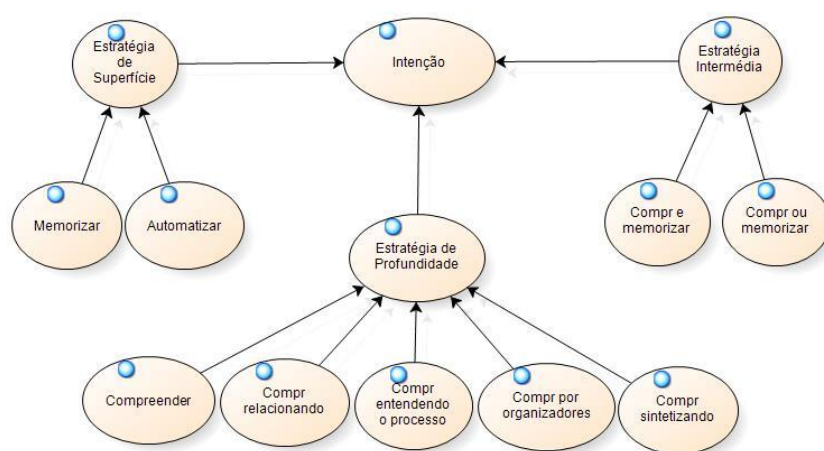 Estratégia
de
Superfície
Intenção
Estratégia
Intermédia
Memorizar
Automatizar
Compr e
memorizar
Compr ou
memorizar
Estratégia de
Profundidade
Compreender
Compr
relacionando
Compr
entendendo
o processo
Compr por
organizadores
Compr
sintetizando